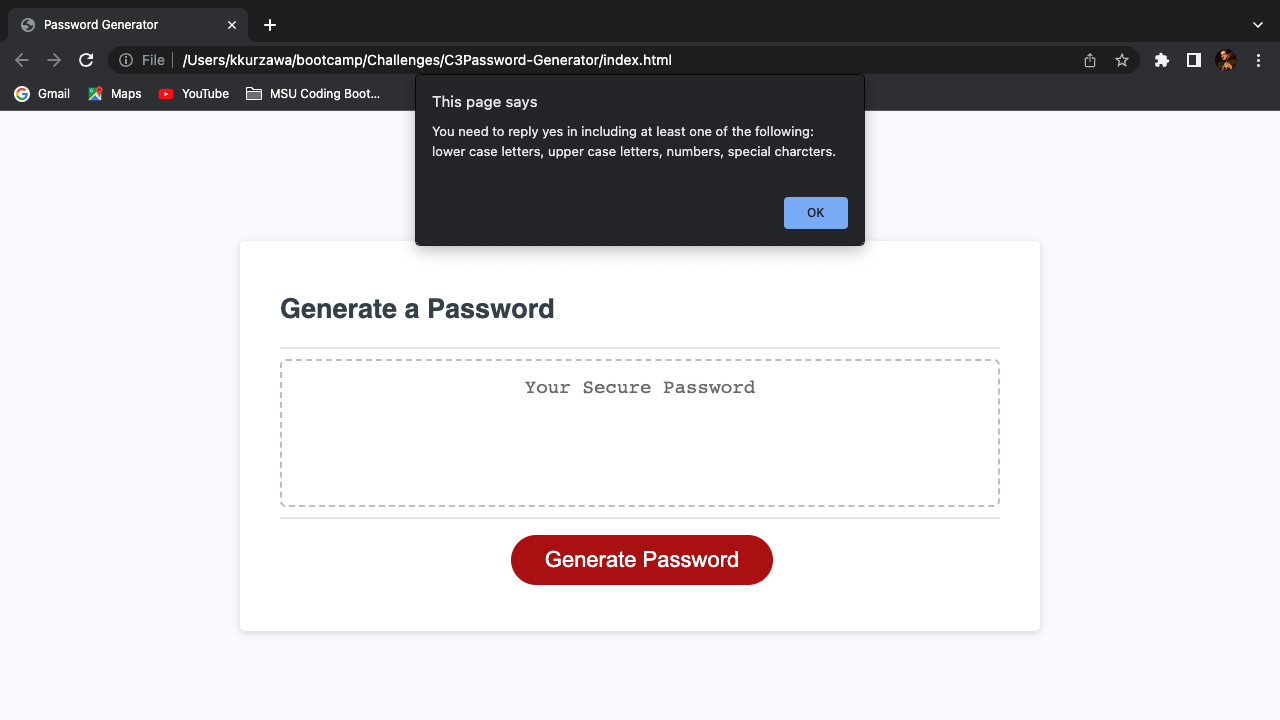 Password Generator
File
/Users/kkurzawa/bootcamp/Challenges/C3Password-Generator/index.html
Gmail
Maps
YouTube
MSU Coding Boot...
This page says
You need to reply yes in including at least one of the following:
lower case letters, upper case letters, numbers, special charcters.
OK
Generate a Password
Your Secure Password
Generate Password